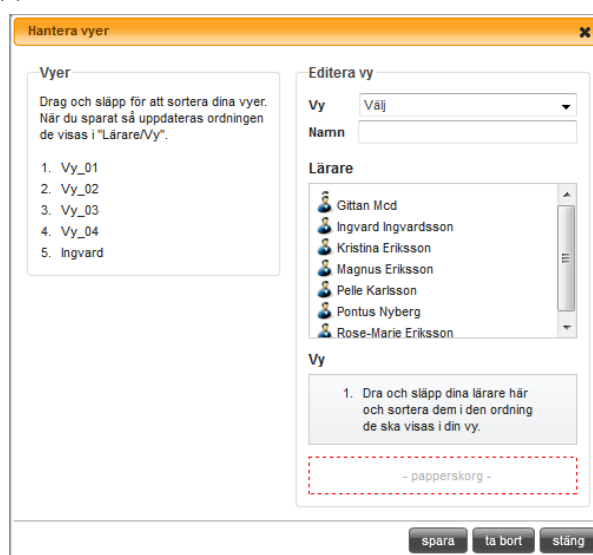 Hantera vyer
Vyer
Drag och släpp för att sortera dina vyer.
När du sparat så uppdateras ordningen
de visas i "Lärare/Vy".
1. Vy_01
2. Vy_02
3. Vy_03
4. Vy_04
5. Ingvard
Editera vy
Vy Välj
Namn
Lärare
Gittan Mcd
Ingvard Ingvardsson
Kristina Eriksson
Magnus Eriksson
Pelle Karlsson
Pontus Nyberg
Rose-Marie Eriksson
Vy
1. Dra och släpp dina lärare här
och sortera dem i den ordning
de ska visas i din vy.
- papperskorg -
spara ta bort stäng